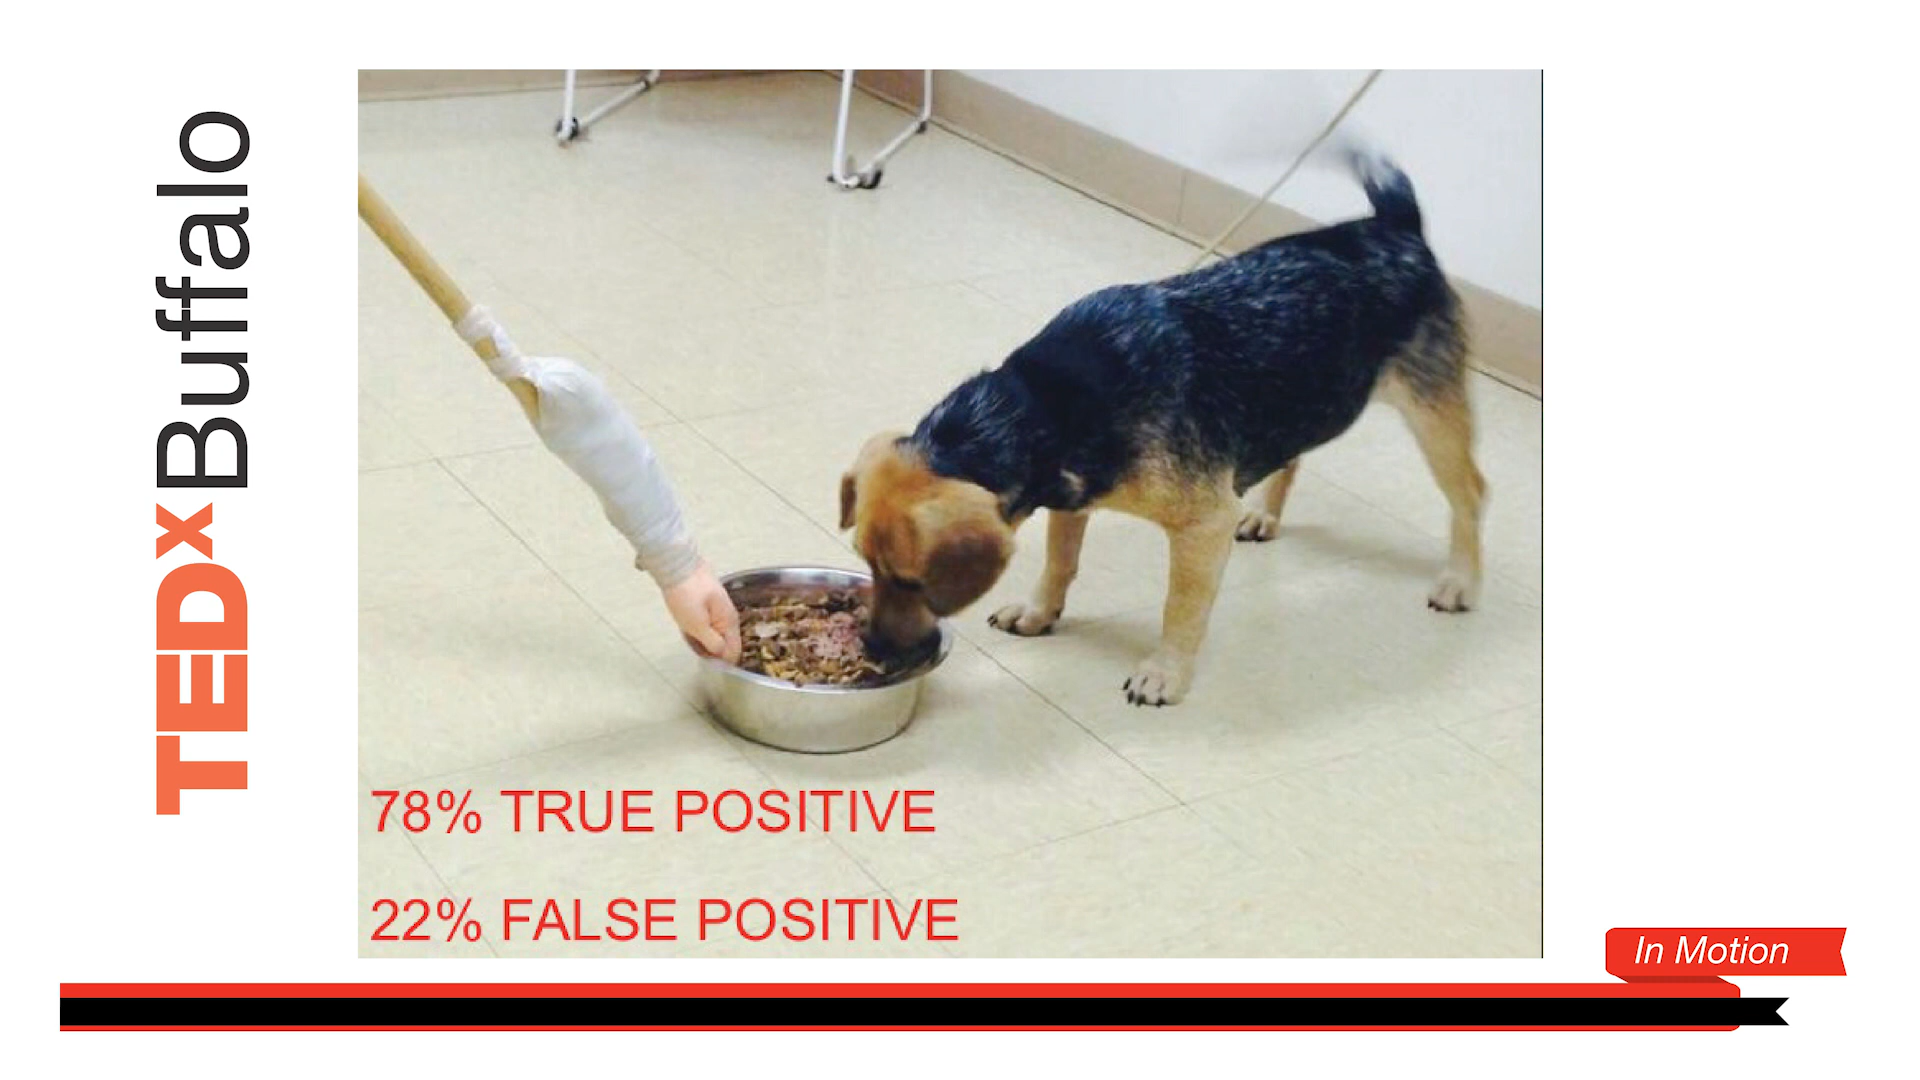 TEDxBuffalo
78% TRUE POSITIVE
22% FALSE POSITIVE
In Motion